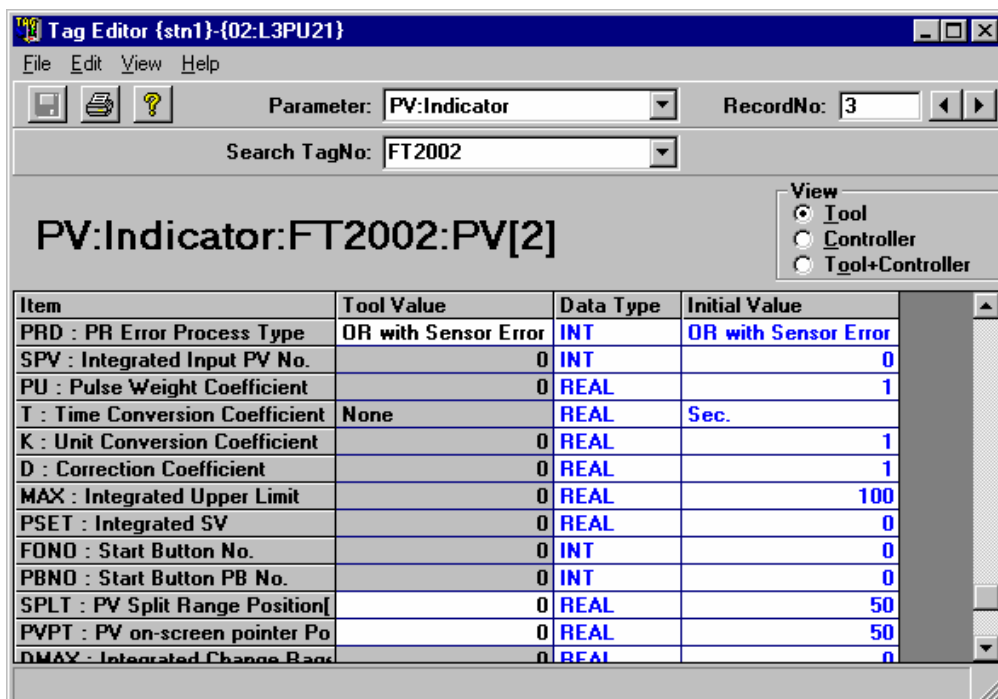 Tag Editor {stn1}-{02:L3PU21}
File Edit View Help
Parameter: PV:Indicator RecordNo: 3
Search TagNo: FT2002
PV:Indicator:FT2002:PV[2]
View
Tool
Controller
Tool+Controller
Item Tool Value Data Type Initial Value
PRD : PR Error Process Type OR with Sensor Error INT OR with Sensor Error
SPV : Integrated Input PV No. 0 INT 0
PU : Pulse Weight Coefficient 0 REAL 1
T : Time Conversion Coefficient None REAL Sec.
K : Unit Conversion Coefficient 0 REAL 1
D : Correction Coefficient 0 REAL 1
MAX : Integrated Upper Limit 0 REAL 100
PSET : Integrated SV 0 REAL 0
FONO : Start Button No. 0 INT 0
PBNO : Start Button PB No. 0 INT 0
SPLT : PV Split Range Position[ 0 REAL 50
PVPT : PV on-screen pointer Po 0 REAL 50
DMAX : Integrated Change 0 REAL 0